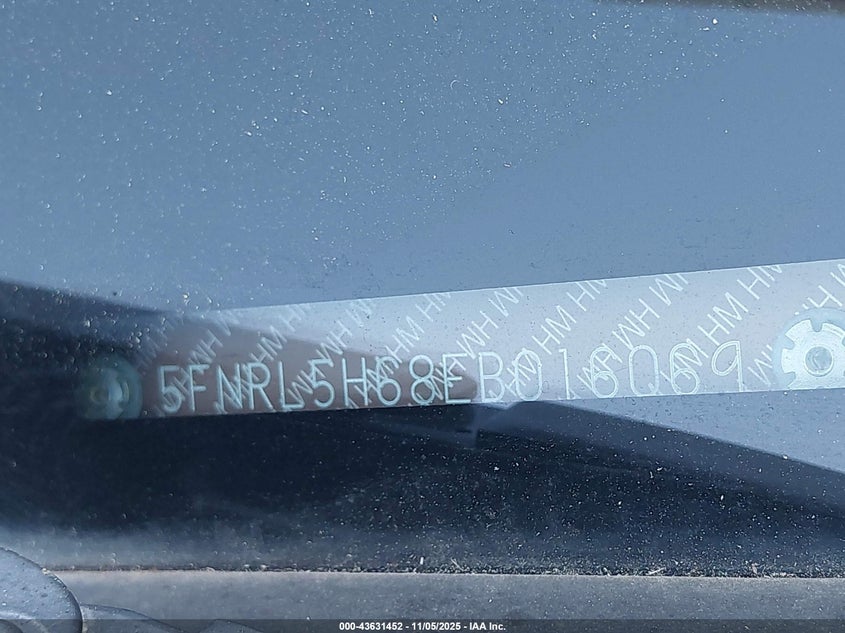 5FNRL5H68EB016069
000-43631452 - 11/05/2025 - IAA Inc.